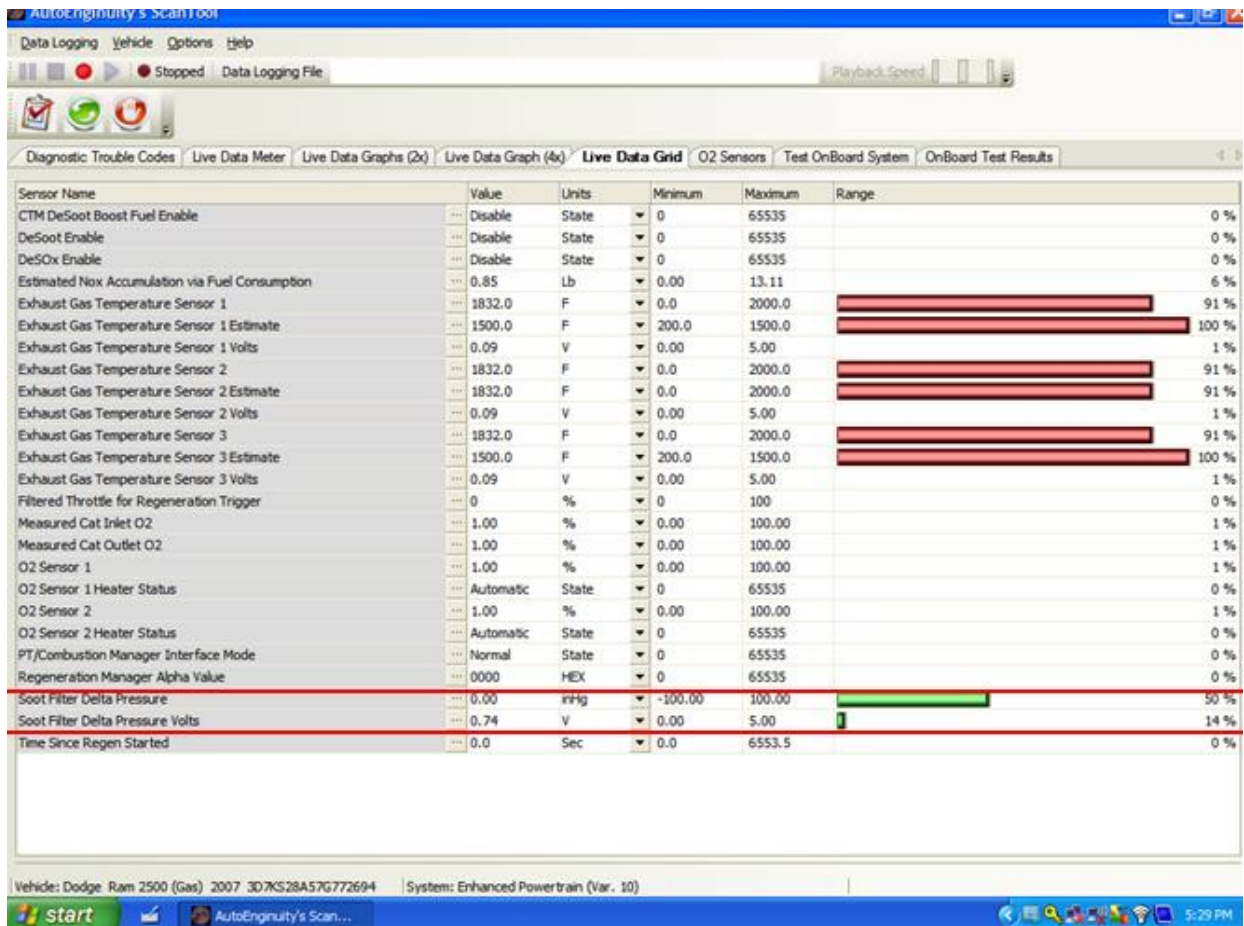 AutoEnginuity's ScanTool
Data Logging Vehicle Options Help
Stopped Data Logging File Playback Speed
Diagnostic Trouble Codes Live Data Meter Live Data Graphs (2x) Live Data Graph (4x) Live Data Grid O2 Sensors Test OnBoard System OnBoard Test Results
Sensor Name Value Units Minimum Maximum Range
CTM DeSoot Boost Fuel Enable ... Disable State 0 65535 0 %
DeSoot Enable ... Disable State 0 65535 0 %
DeSOx Enable ... Disable State 0 65535 0 %
Estimated Nox Accumulation via Fuel Consumption ... 0.85 Lb 0.00 13.11 6 %
Exhaust Gas Temperature Sensor 1 ... 1832.0 F 0.0 2000.0 91 %
Exhaust Gas Temperature Sensor 1 Estimate ... 1500.0 F 200.0 1500.0 100 %
Exhaust Gas Temperature Sensor 1 Volts ... 0.09 V 0.00 5.00 1 %
Exhaust Gas Temperature Sensor 2 ... 1832.0 F 0.0 2000.0 91 %
Exhaust Gas Temperature Sensor 2 Estimate ... 1832.0 F 0.0 2000.0 91 %
Exhaust Gas Temperature Sensor 2 Volts ... 0.09 V 0.00 5.00 1 %
Exhaust Gas Temperature Sensor 3 ... 1832.0 F 0.0 2000.0 91 %
Exhaust Gas Temperature Sensor 3 Estimate ... 1500.0 F 200.0 1500.0 100 %
Exhaust Gas Temperature Sensor 3 Volts ... 0.09 V 0.00 5.00 1 %
Filtered Throttle for Regeneration Trigger ... 0 % 0 100 0 %
Measured Cat Inlet O2 ... 1.00 % 0.00 100.00 1 %
Measured Cat Outlet O2 ... 1.00 % 0.00 100.00 1 %
O2 Sensor 1 ... 1.00 % 0.00 100.00 1 %
O2 Sensor 1 Heater Status ... Automatic State 0 65535 0 %
O2 Sensor 2 ... 1.00 % 0.00 100.00 1 %
O2 Sensor 2 Heater Status ... Automatic State 0 65535 0 %
PT/Combustion Manager Interface Mode ... Normal State 0 65535 0 %
Regeneration Manager Alpha Value ... 0000 HEX 0 65535 0 %
Soot Filter Delta Pressure ... 0.00 inHg -100.00 100.00 50 %
Soot Filter Delta Pressure Volts ... 0.74 V 0.00 5.00 14 %
Time Since Regen Started ... 0.0 Sec 0.0 6553.5 0 %
Vehicle: Dodge Ram 2500 (Gas) 2007 3D7KS28A57G772694 System: Enhanced Powertrain (Var. 10)
start AutoEnginuity's Scan... 5:29 PM